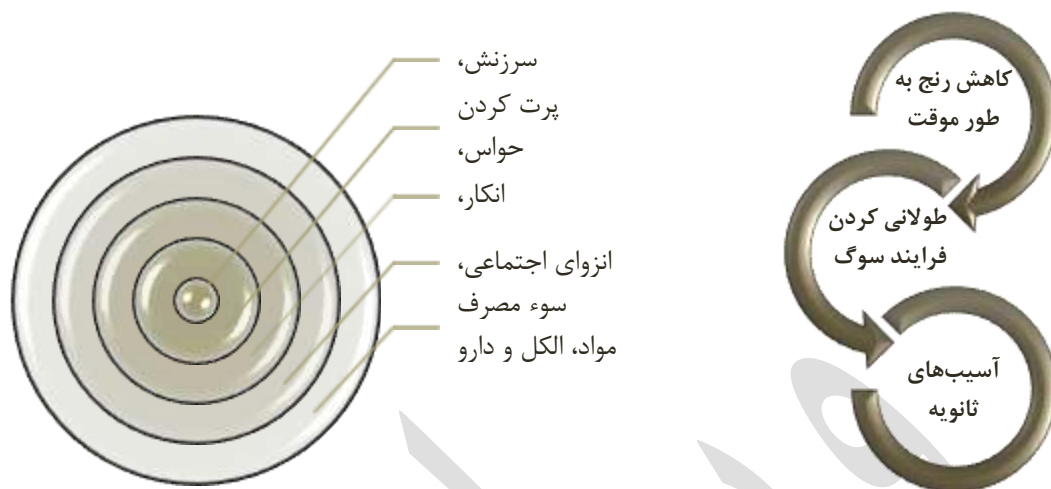 سرزنش،
پرت کردن
حواس،
انکار،
انزوای اجتماعی،
سوء مصرف
مواد، الکل و دارو
کاهش رنج به
طور موقت
طولانی کردن
فرایند سوگ
آسیب‌های
ثانویه